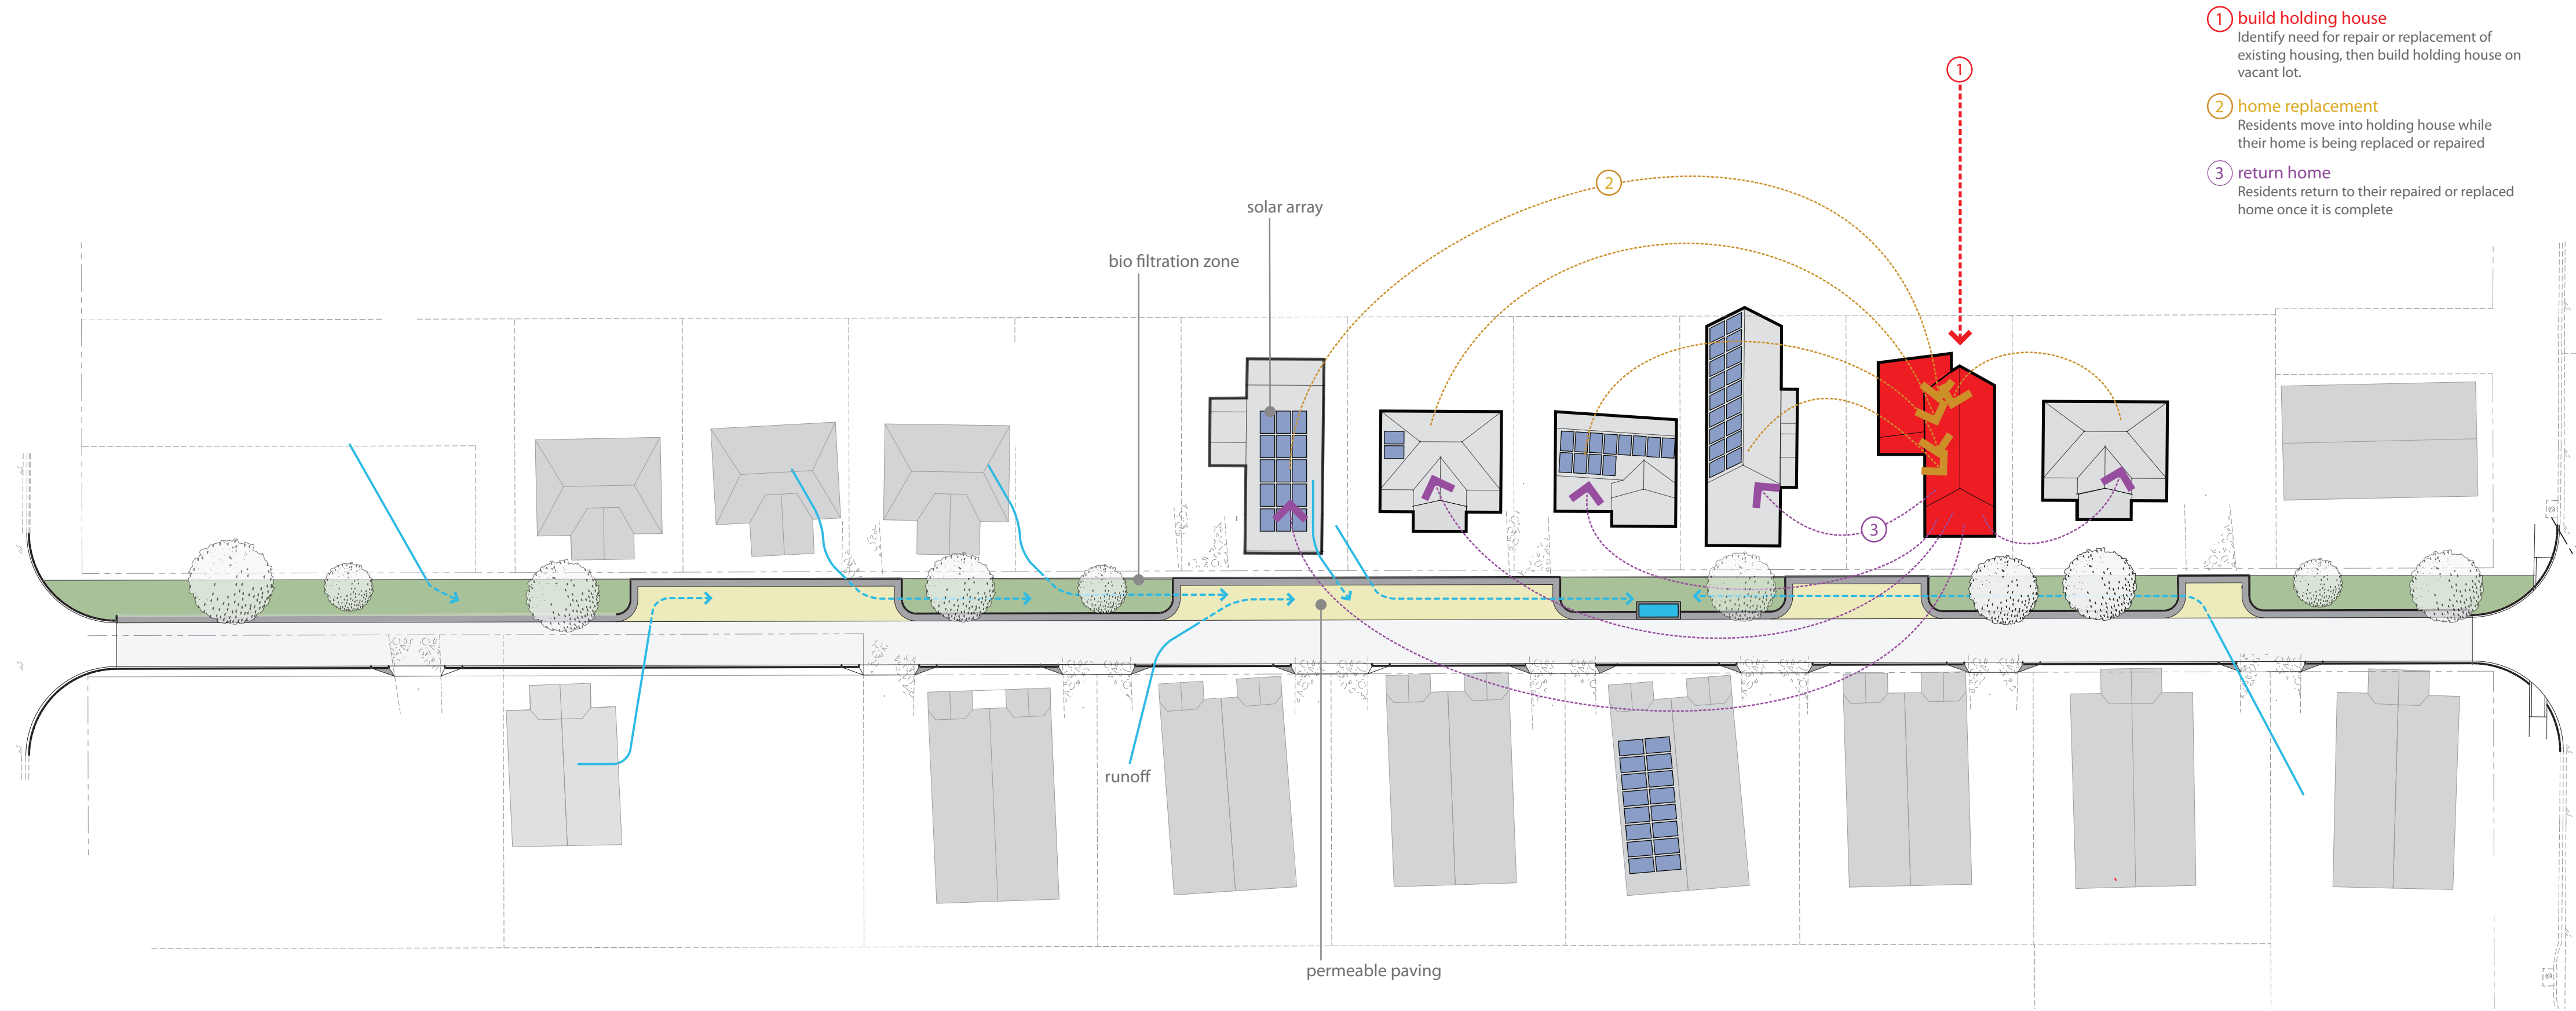 1 build holding house
Identify need for repair or replacement of
existing housing, then build holding house on
vacant lot.
2 home replacement
Residents move into holding house while
their home is being replaced or repaired
3 return home
Residents return to their repaired or replaced
home once it is complete
1
2
solar array
bio filtration zone
3
runoff
permeable paving